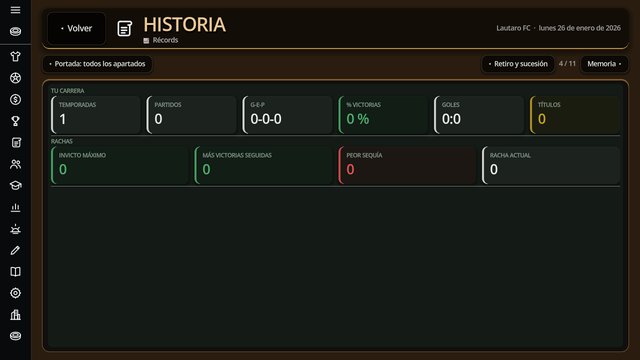 • Volver
HISTORIA
Récords
Lautaro FC · lunes 26 de enero de 2026
• Portada: todos los apartados
• Retiro y sucesión
4 / 11
Memoria •
TU CARRERA
TEMPORADAS
1
PARTIDOS
0
G-E-P
0-0-0
% VICTORIAS
0 %
GOLES
0:0
TÍTULOS
0
RACHAS
INVICTO MÁXIMO
0
MÁS VICTORIAS SEGUIDAS
0
PEOR SEQUÍA
0
RACHA ACTUAL
0